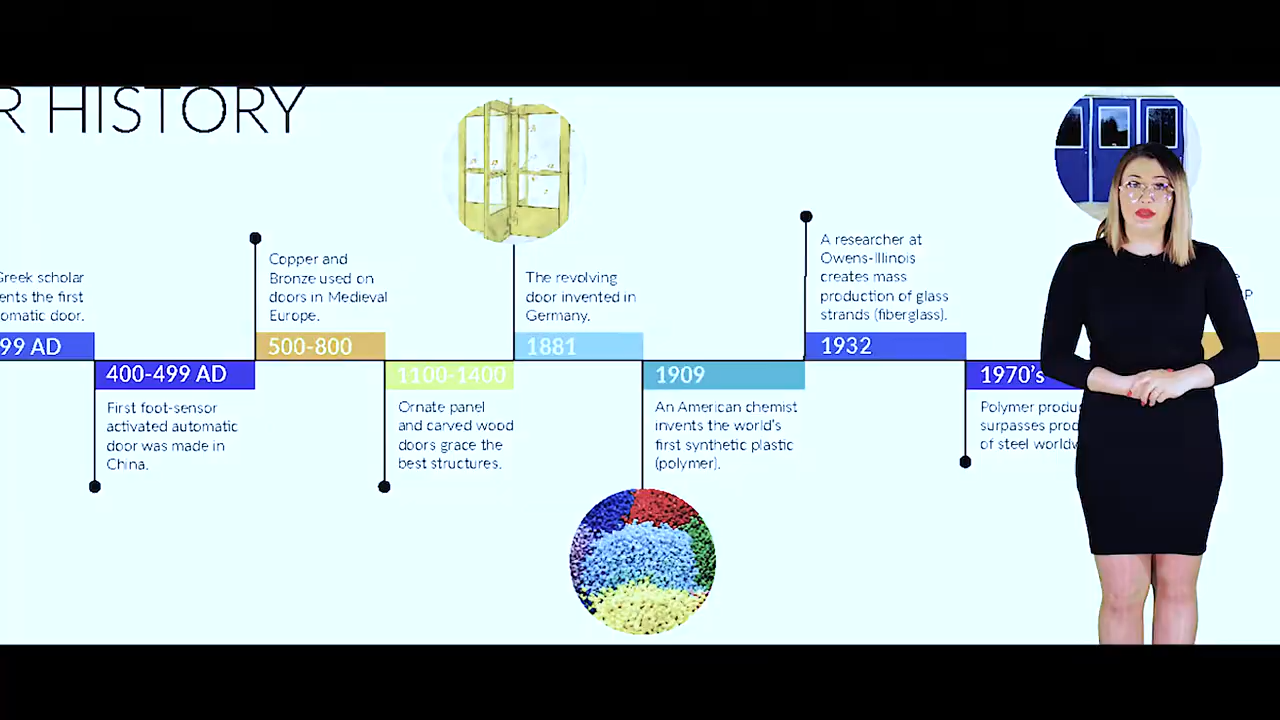 R HISTORY
Greek scholar
ents the first
omatic door.
99 AD
400-499 AD
First foot-sensor
activated automatic
door was made in
China.
Copper and
Bronze used on
doors in Medieval
Europe.
500-800
1100-1400
Ornate panel
and carved wood
doors grace the
best structures.
The revolving
door invented in
Germany.
1881
1909
An American chemist
invents the world's
first synthetic plastic
(polymer).
A researcher at
Owens-Illinois
creates mass
production of glass
strands (fiberglass).
1932
1970's
Polymer produ
surpasses prod
of steel worldw